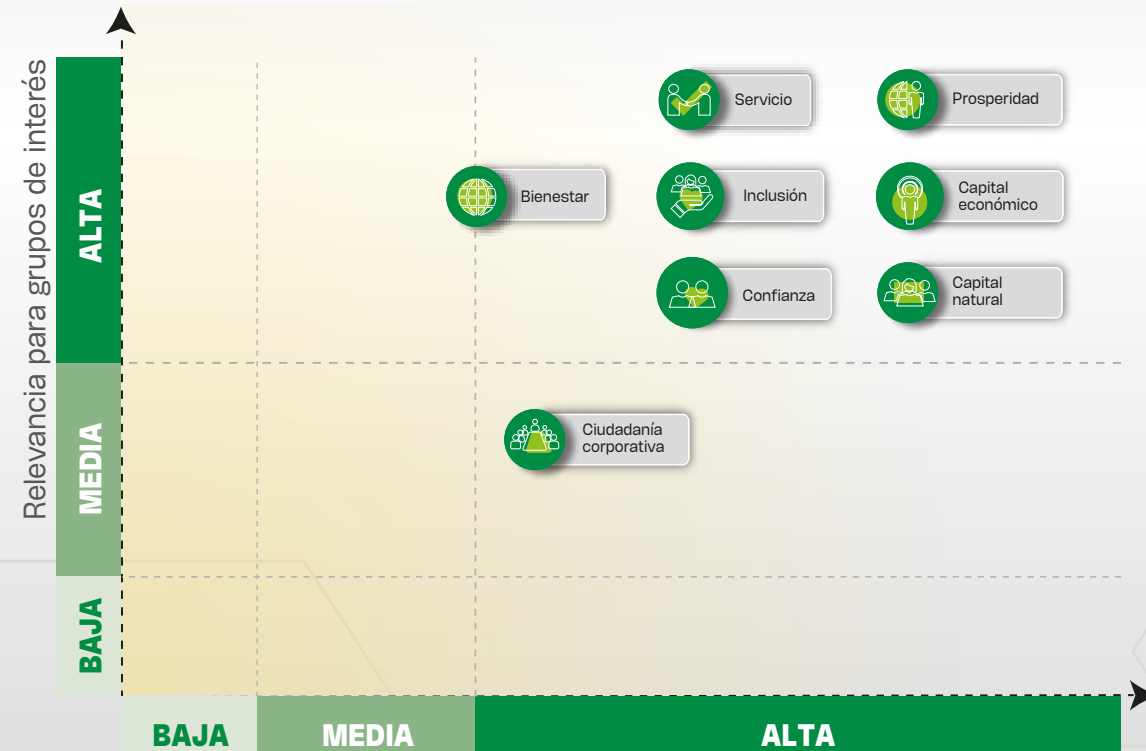 Relevancia para grupos de interés
ALTA
MEDIA
BAJA
Servicio
Prosperidad
Bienestar
Inclusión
Capital
económico
Confianza
Capital
natural
Ciudadanía
corporativa
BAJA
MEDIA
ALTA